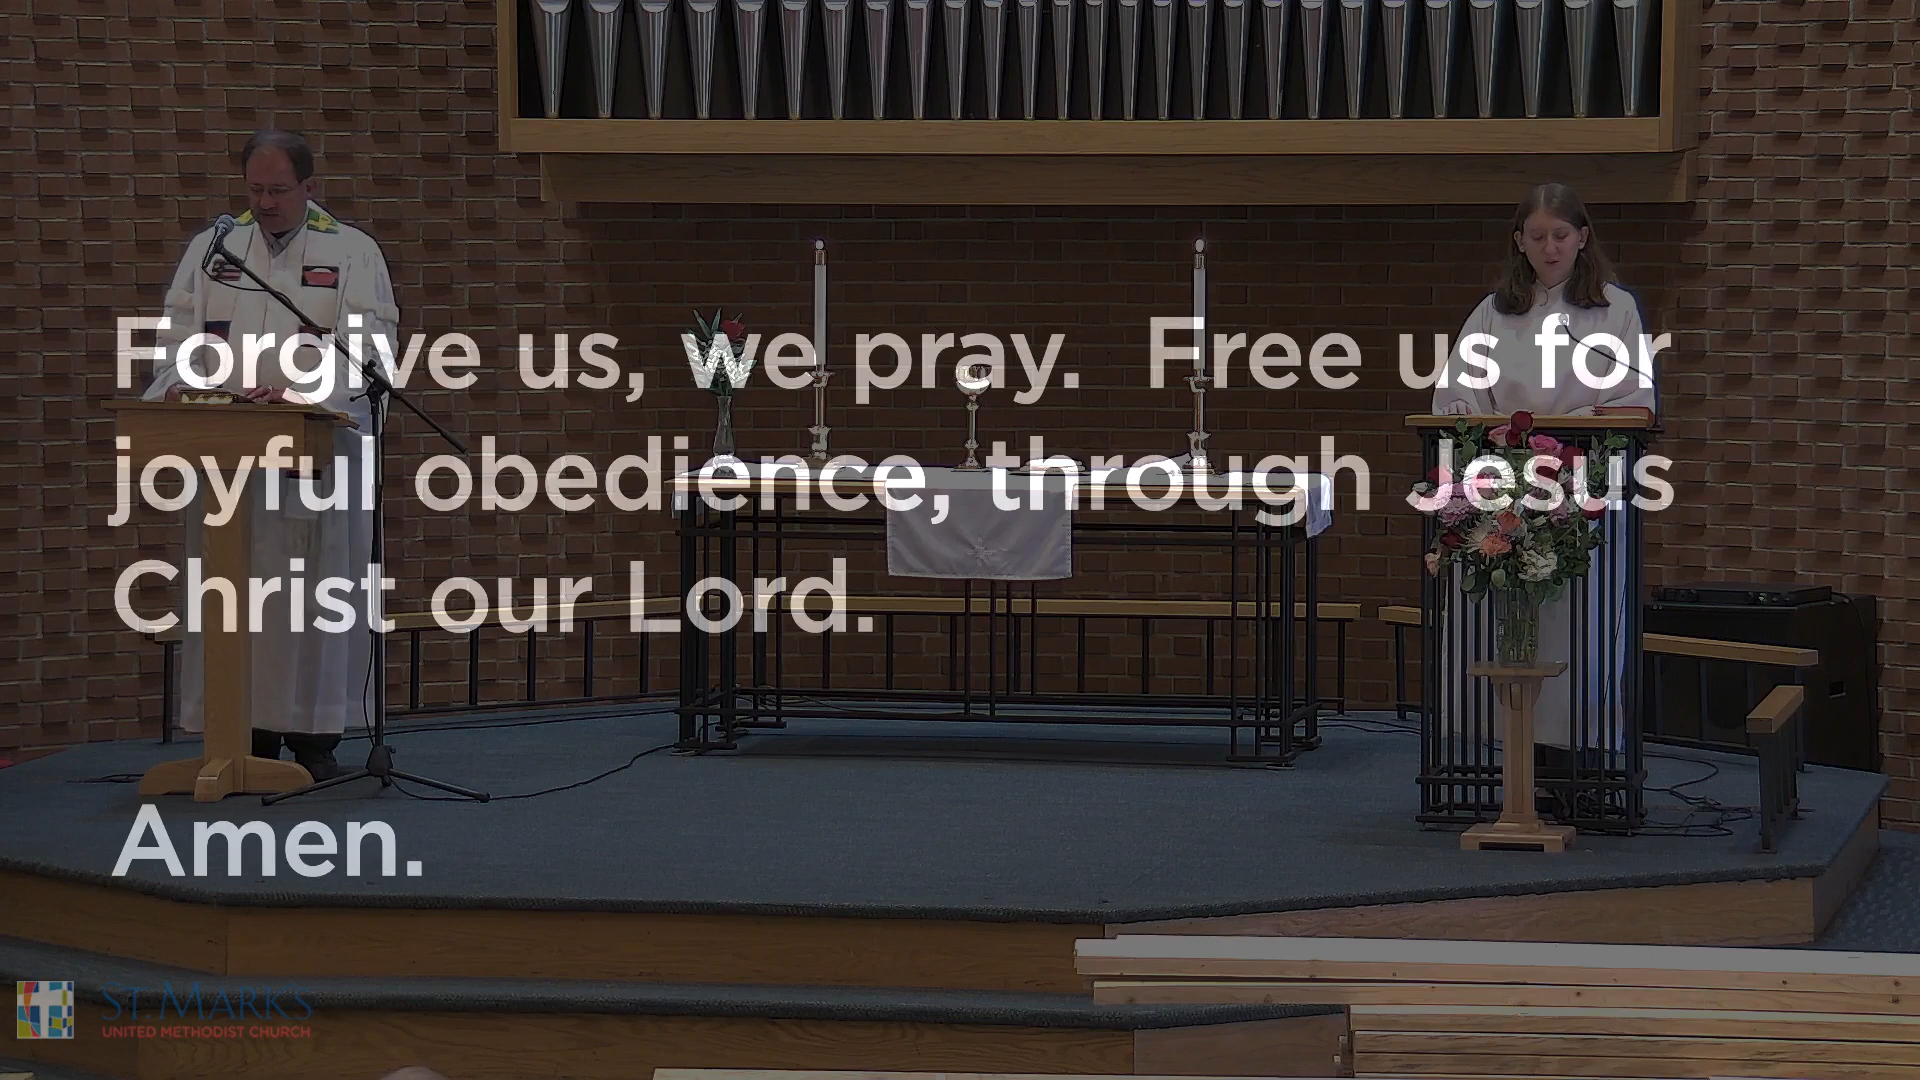 Forgive us, we pray. Free us for
joyful obedience, through Jesus
Christ our Lord.
Amen.
ST. MARK'S
UNITED METHODIST CHURCH